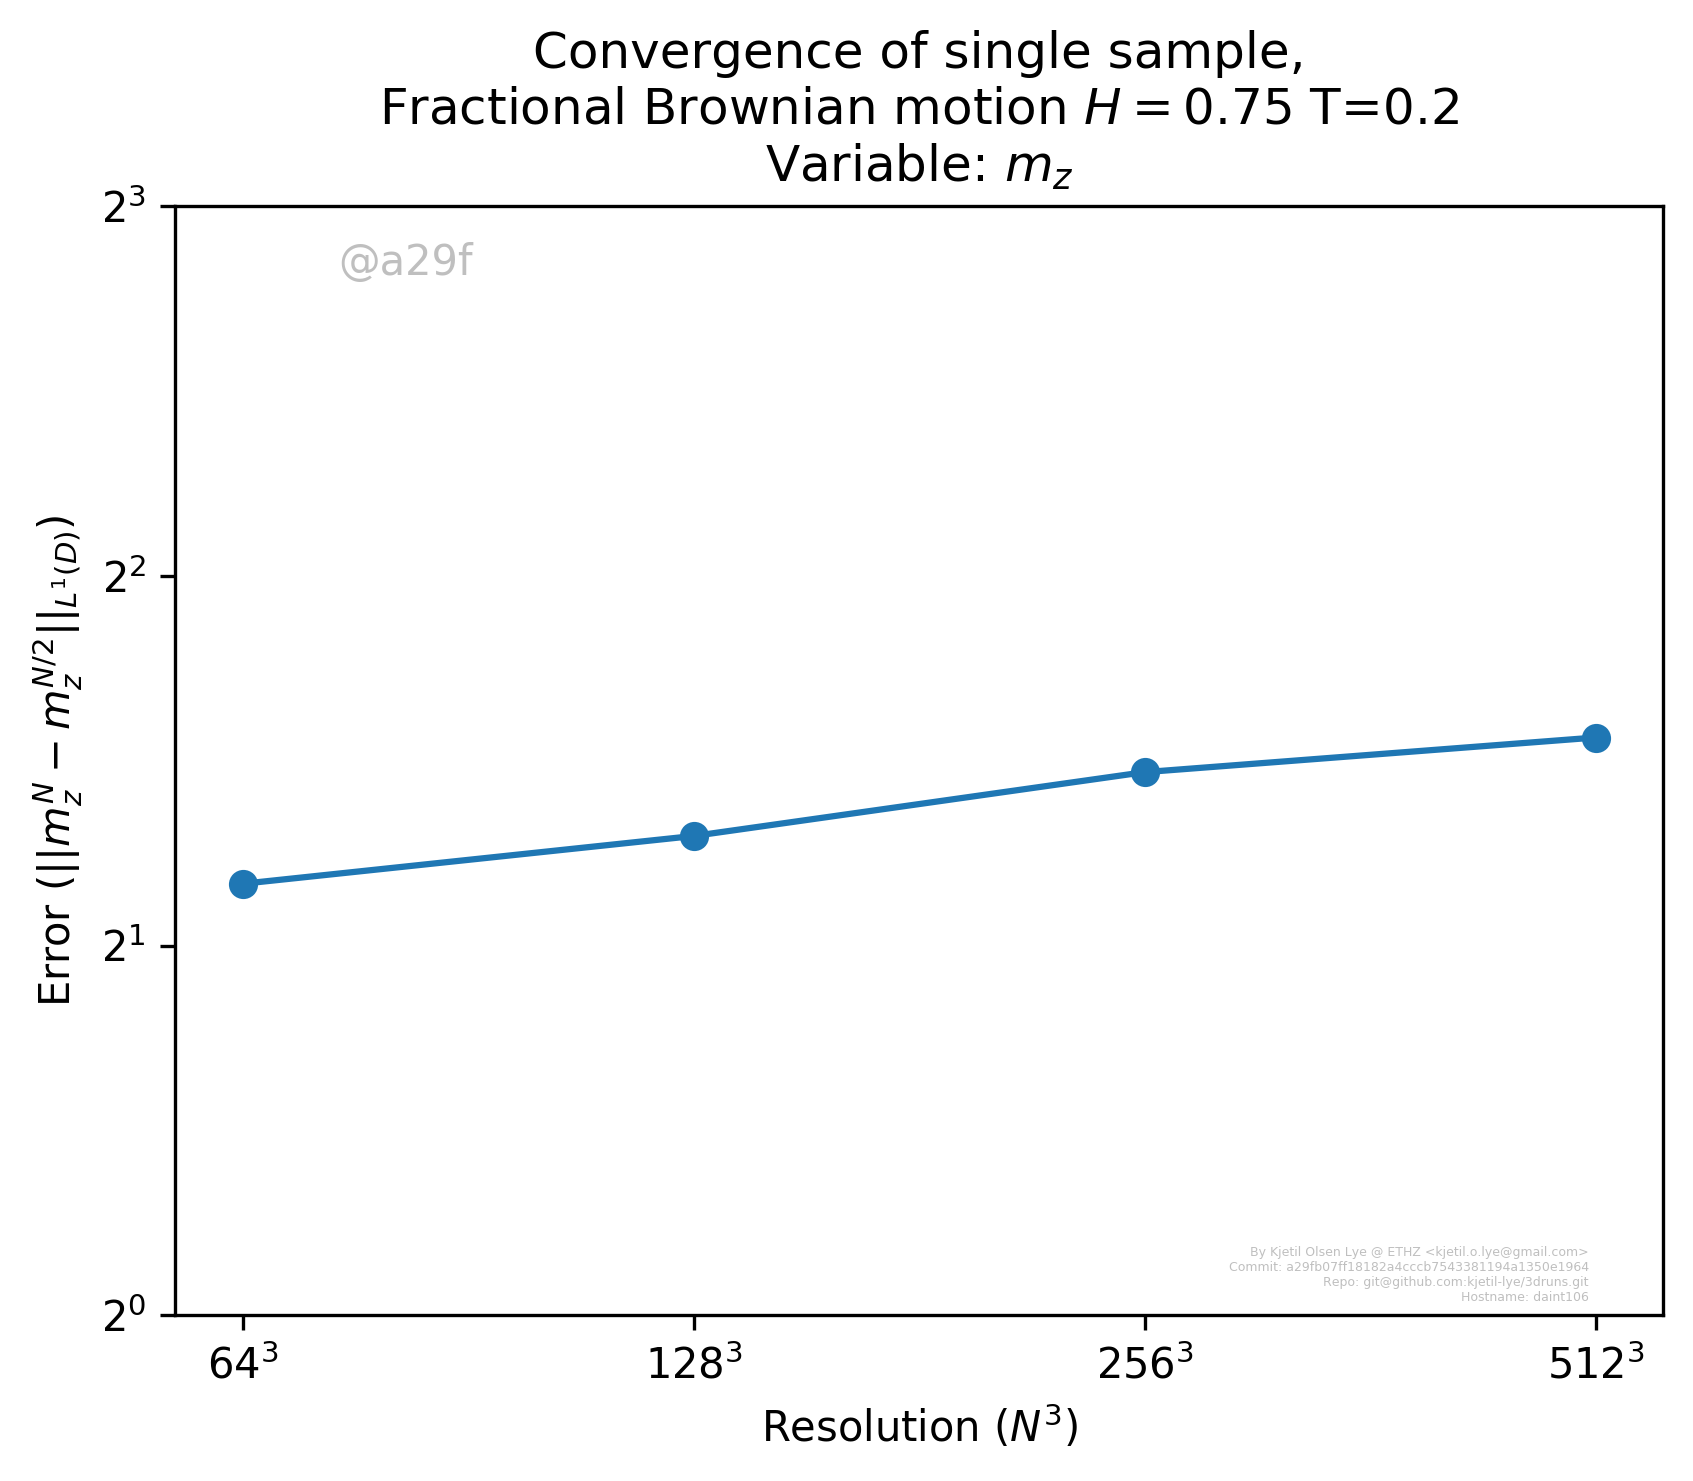 Convergence of single sample,
Fractional Brownian motion H = 0.75 T=0.2
Variable: m_z
2^3
@a29f
2^2
2^1
2^0
Error (||m_z^N − m_z^{N/2}||_{L^1(D)})
By Kjetil Olsen Lye @ ETHZ <kjetil.o.lye@gmail.com>
Commit: a29fb07ff18182a4cccb7543381194a1350e1964
Repo: git@github.com:kjetil-lye/3druns.git
Hostname: daint106
64^3 128^3 256^3 512^3
Resolution (N^3)